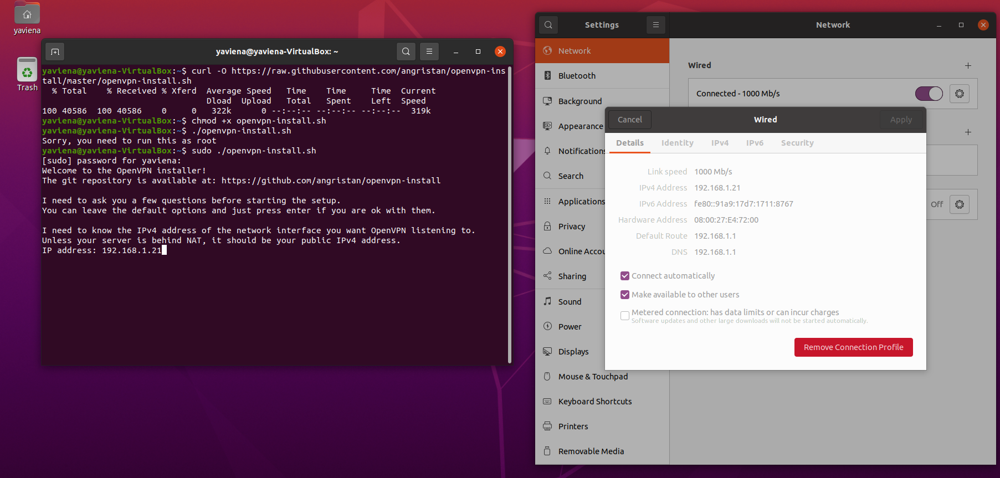 yaviena
Trash
yaviena@yaviena-VirtualBox: ~
yaviena@yaviena-VirtualBox:~$ curl -O https://raw.githubusercontent.com/angristan/openvpn-ins
tall/master/openvpn-install.sh
% Total % Received % Xferd Average Speed Time Time Time Current
Dload Upload Total Spent Left Speed
100 40586 100 40586 0 0 322k 0 --:--:-- --:--:-- --:--:-- 319k
yaviena@yaviena-VirtualBox:~$ chmod +x openvpn-install.sh
yaviena@yaviena-VirtualBox:~$ ./openvpn-install.sh
Sorry, you need to run this as root
yaviena@yaviena-VirtualBox:~$ sudo ./openvpn-install.sh
[sudo] password for yaviena:
Welcome to the OpenVPN installer!
The git repository is available at: https://github.com/angristan/openvpn-install
I need to ask you a few questions before starting the setup.
You can leave the default options and just press enter if you are ok with them.
I need to know the IPv4 address of the network interface you want OpenVPN listening to.
Unless your server is behind NAT, it should be your public IPv4 address.
IP address: 192.168.1.21
Settings
Network
Network
Bluetooth
Background
Appearance
Notifications
Search
Applications
Privacy
Online Accou
Sharing
Sound
Power
Displays
Mouse & Touchpad
Keyboard Shortcuts
Printers
Removable Media
Wired
Connected - 1000 Mb/s
Off
Cancel
Wired
Apply
Details
Identity
IPv4
IPv6
Security
Link speed 1000 Mb/s
IPv4 Address 192.168.1.21
IPv6 Address fe80::91a9:17d7:1711:8767
Hardware Address 08:00:27:E4:72:00
Default Route 192.168.1.1
DNS 192.168.1.1
Connect automatically
Make available to other users
Metered connection: has data limits or can incur charges
Software updates and other large downloads will not be started automatically.
Remove Connection Profile